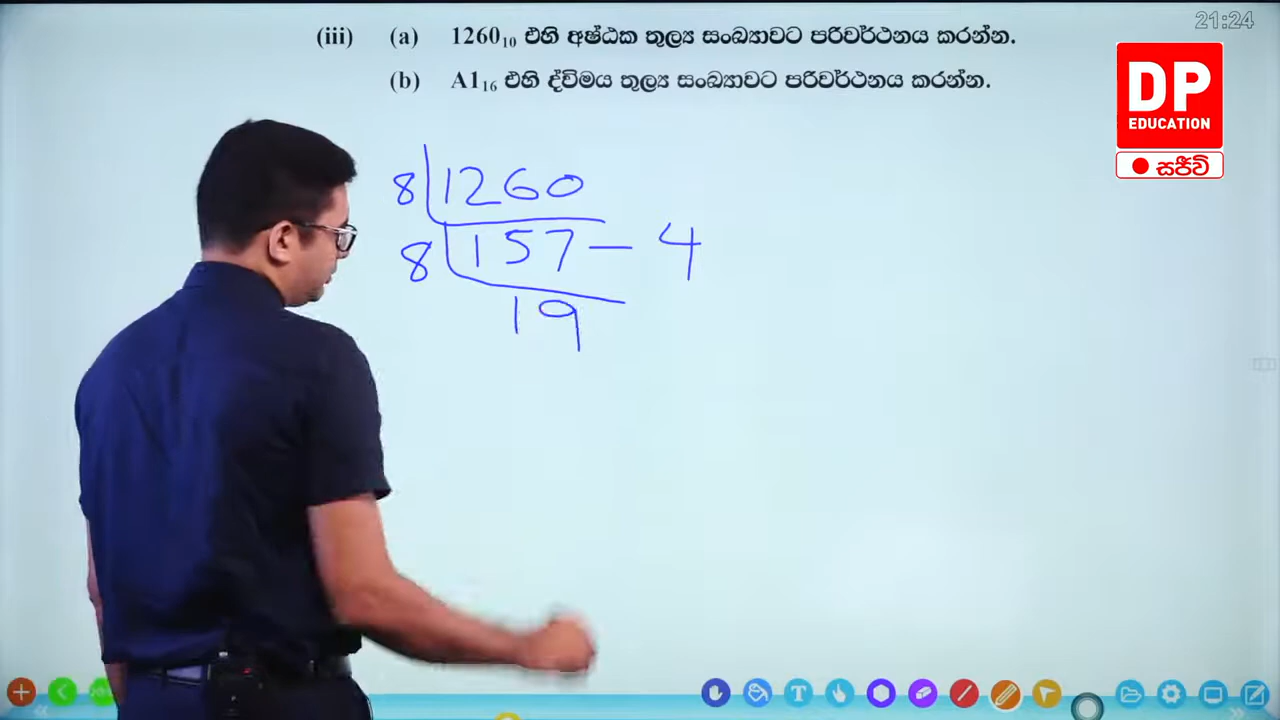 21:24
(iii) (a) 1260₁₀ එහි අෂ්ඨක තුල්‍ය සංඛ්‍යාවට පරිවර්ථනය කරන්න.
(b) A1₁₆ එහි ද්විමය තුල්‍ය සංඛ්‍යාවට පරිවර්ථනය කරන්න.
DP
EDUCATION
සජීවි
8 1260
8 157 — 4
19